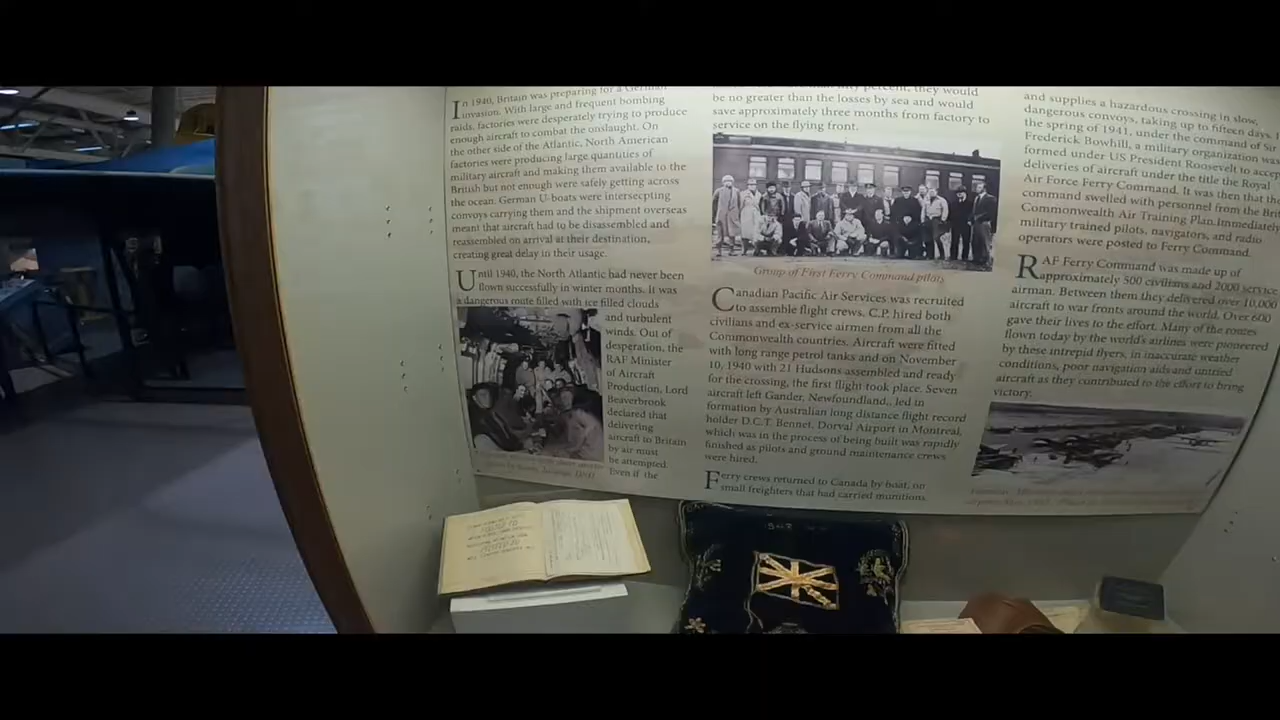 In 1940, Britain was preparing for a German
invasion. With large and frequent bombing
raids, factories were desperately trying to produce
enough aircraft to combat the onslaught. On
the other side of the Atlantic, North American
factories were producing large quantities of
military aircraft and making them available to the
British but not enough were safely getting across
the ocean. German U-boats were intersecpting
convoys carrying them and the shipment overseas
meant that aircraft had to be disassembled and
reassembled on arrival at their destination,
creating great delay in their usage.
Until 1940, the North Atlantic had never been
flown successfully in winter months. It was
a dangerous route filled with ice filled clouds
and turbulent
winds. Out of
desperation, the
RAF Minister
of Aircraft
Production, Lord
Beaverbrook
declared that
delivering
aircraft to Britain
by air must
be attempted.
Even if the
percent, they would
be no greater than the losses by sea and would
save approximately three months from factory to
service on the flying front.
Group of First Ferry Command pilots
Canadian Pacific Air Services was recruited
to assemble flight crews. C.P. hired both
civilians and ex-service airmen from all the
Commonwealth countries. Aircraft were fitted
with long range petrol tanks and on November
10, 1940 with 21 Hudsons assembled and ready
for the crossing, the first flight took place. Seven
aircraft left Gander, Newfoundland., led in
formation by Australian long distance flight record
holder D.C.T. Bennet. Dorval Airport in Montreal,
which was in the process of being built was rapidly
finished as pilots and ground maintenance crews
were hired.
Ferry crews returned to Canada by boat, on
small freighters that had carried munitions.
and supplies a hazardous crossing in slow,
dangerous convoys, taking up to fifteen days. I
the spring of 1941, under the command of Sir
Frederick Bowhill, a military organization was
formed under US President Roosevelt to accep
deliveries of aircraft under the title the Royal
Air Force Ferry Command. It was then that the
command swelled with personnel from the Brit
Commonwealth Air Training Plan. Immediately
military trained pilots, navigators, and radio
operators were posted to Ferry Command.
RAF Ferry Command was made up of
approximately 500 civilians and 2000 service
airman. Between them they delivered over 10,000
aircraft to war fronts around the world. Over 600
gave their lives to the effort. Many of the routes
flown today by the world's airlines were pioneered
by these intrepid flyers, in inaccurate weather
conditions, poor navigation aids and untried
aircraft as they contributed to the effort to bring
victory.